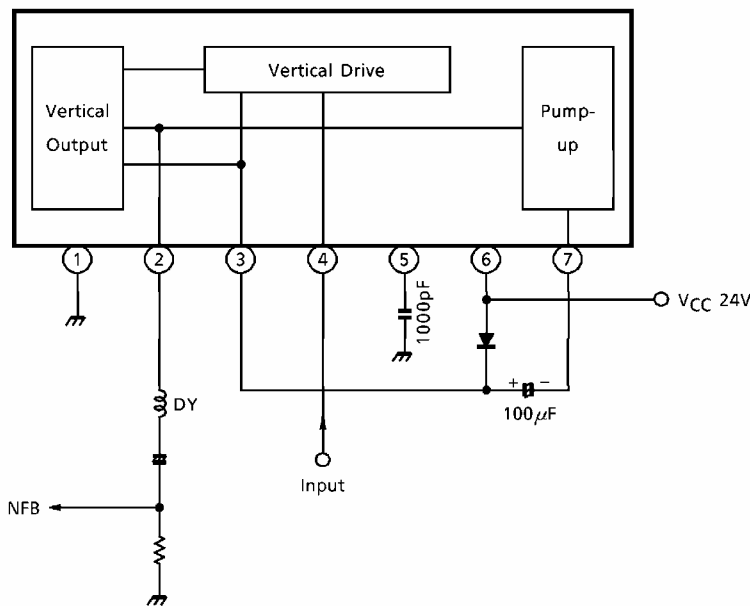 Vertical Drive
Vertical
Output
Pump-
up
1
2
3
4
5
6
7
1000pF
VCC 24V
DY
+ −
100μF
Input
NFB